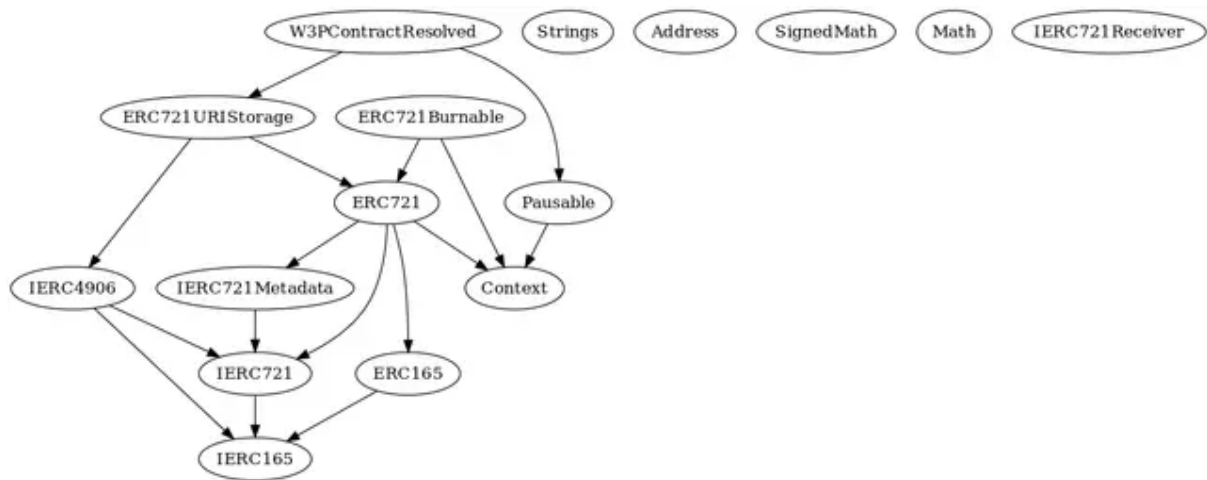 W3PContractResolved
Strings
Address
SignedMath
Math
IERC721Receiver
ERC721URIStorage
ERC721Burnable
ERC721
Pausable
IERC4906
IERC721Metadata
Context
IERC721
ERC165
IERC165